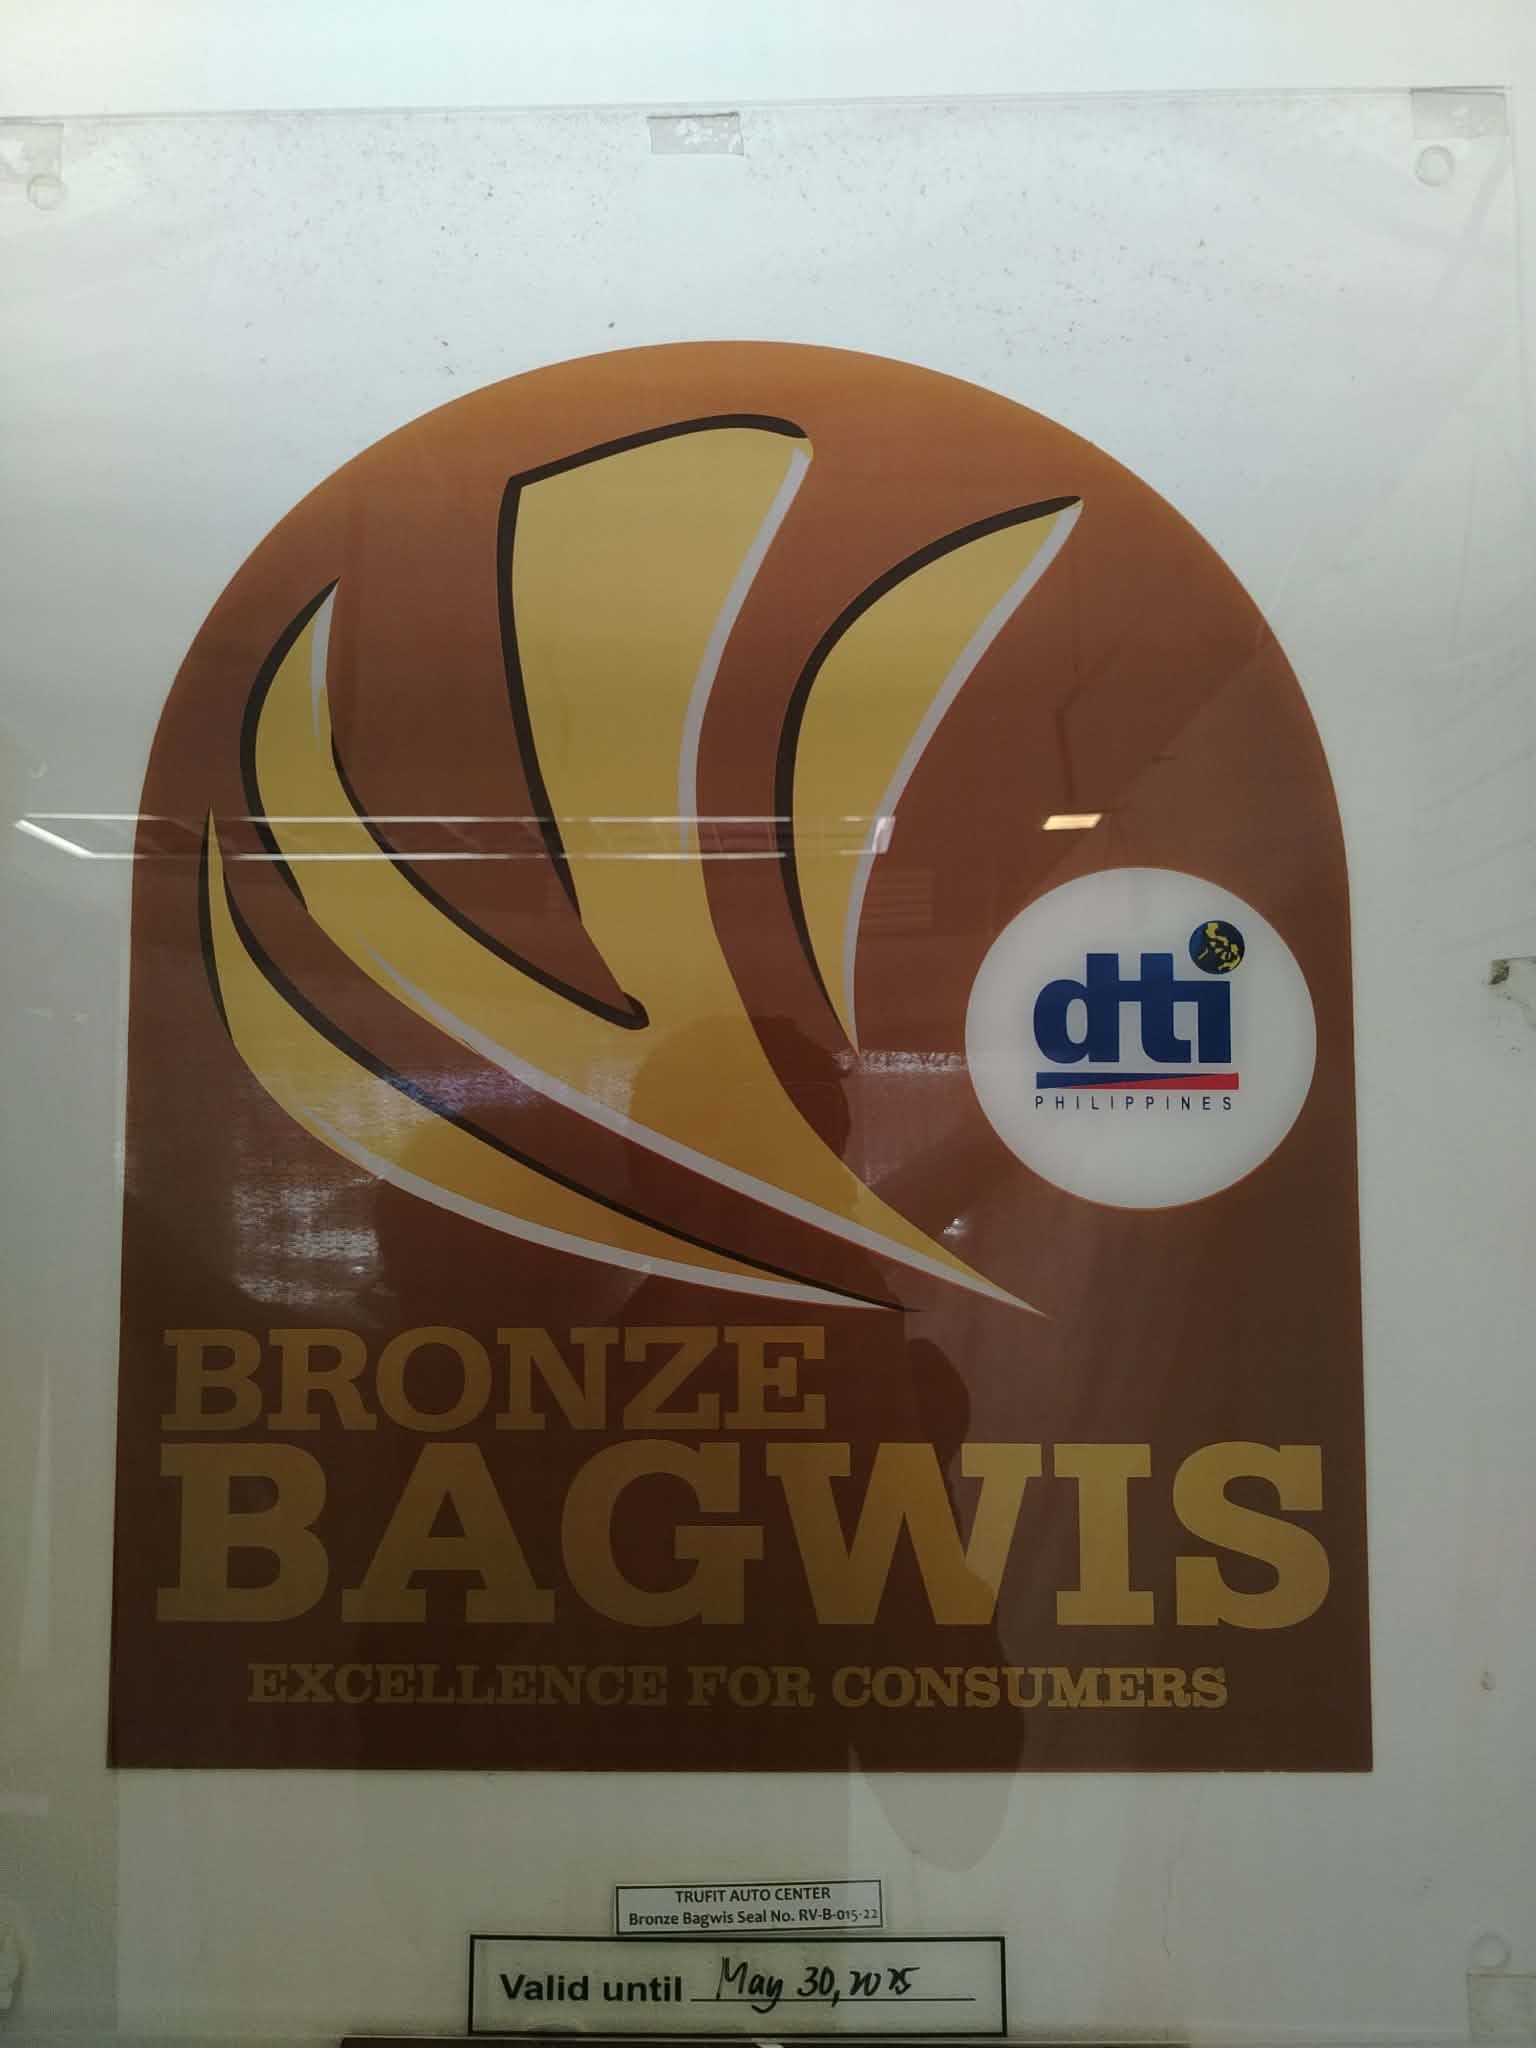 dti
PHILIPPINES
BRONZE
BAGWIS
EXCELLENCE FOR CONSUMERS
TRUFIT AUTO CENTER
Bronze Bagwis Seal No. RV-B-015-22
Valid until May 30, 2025